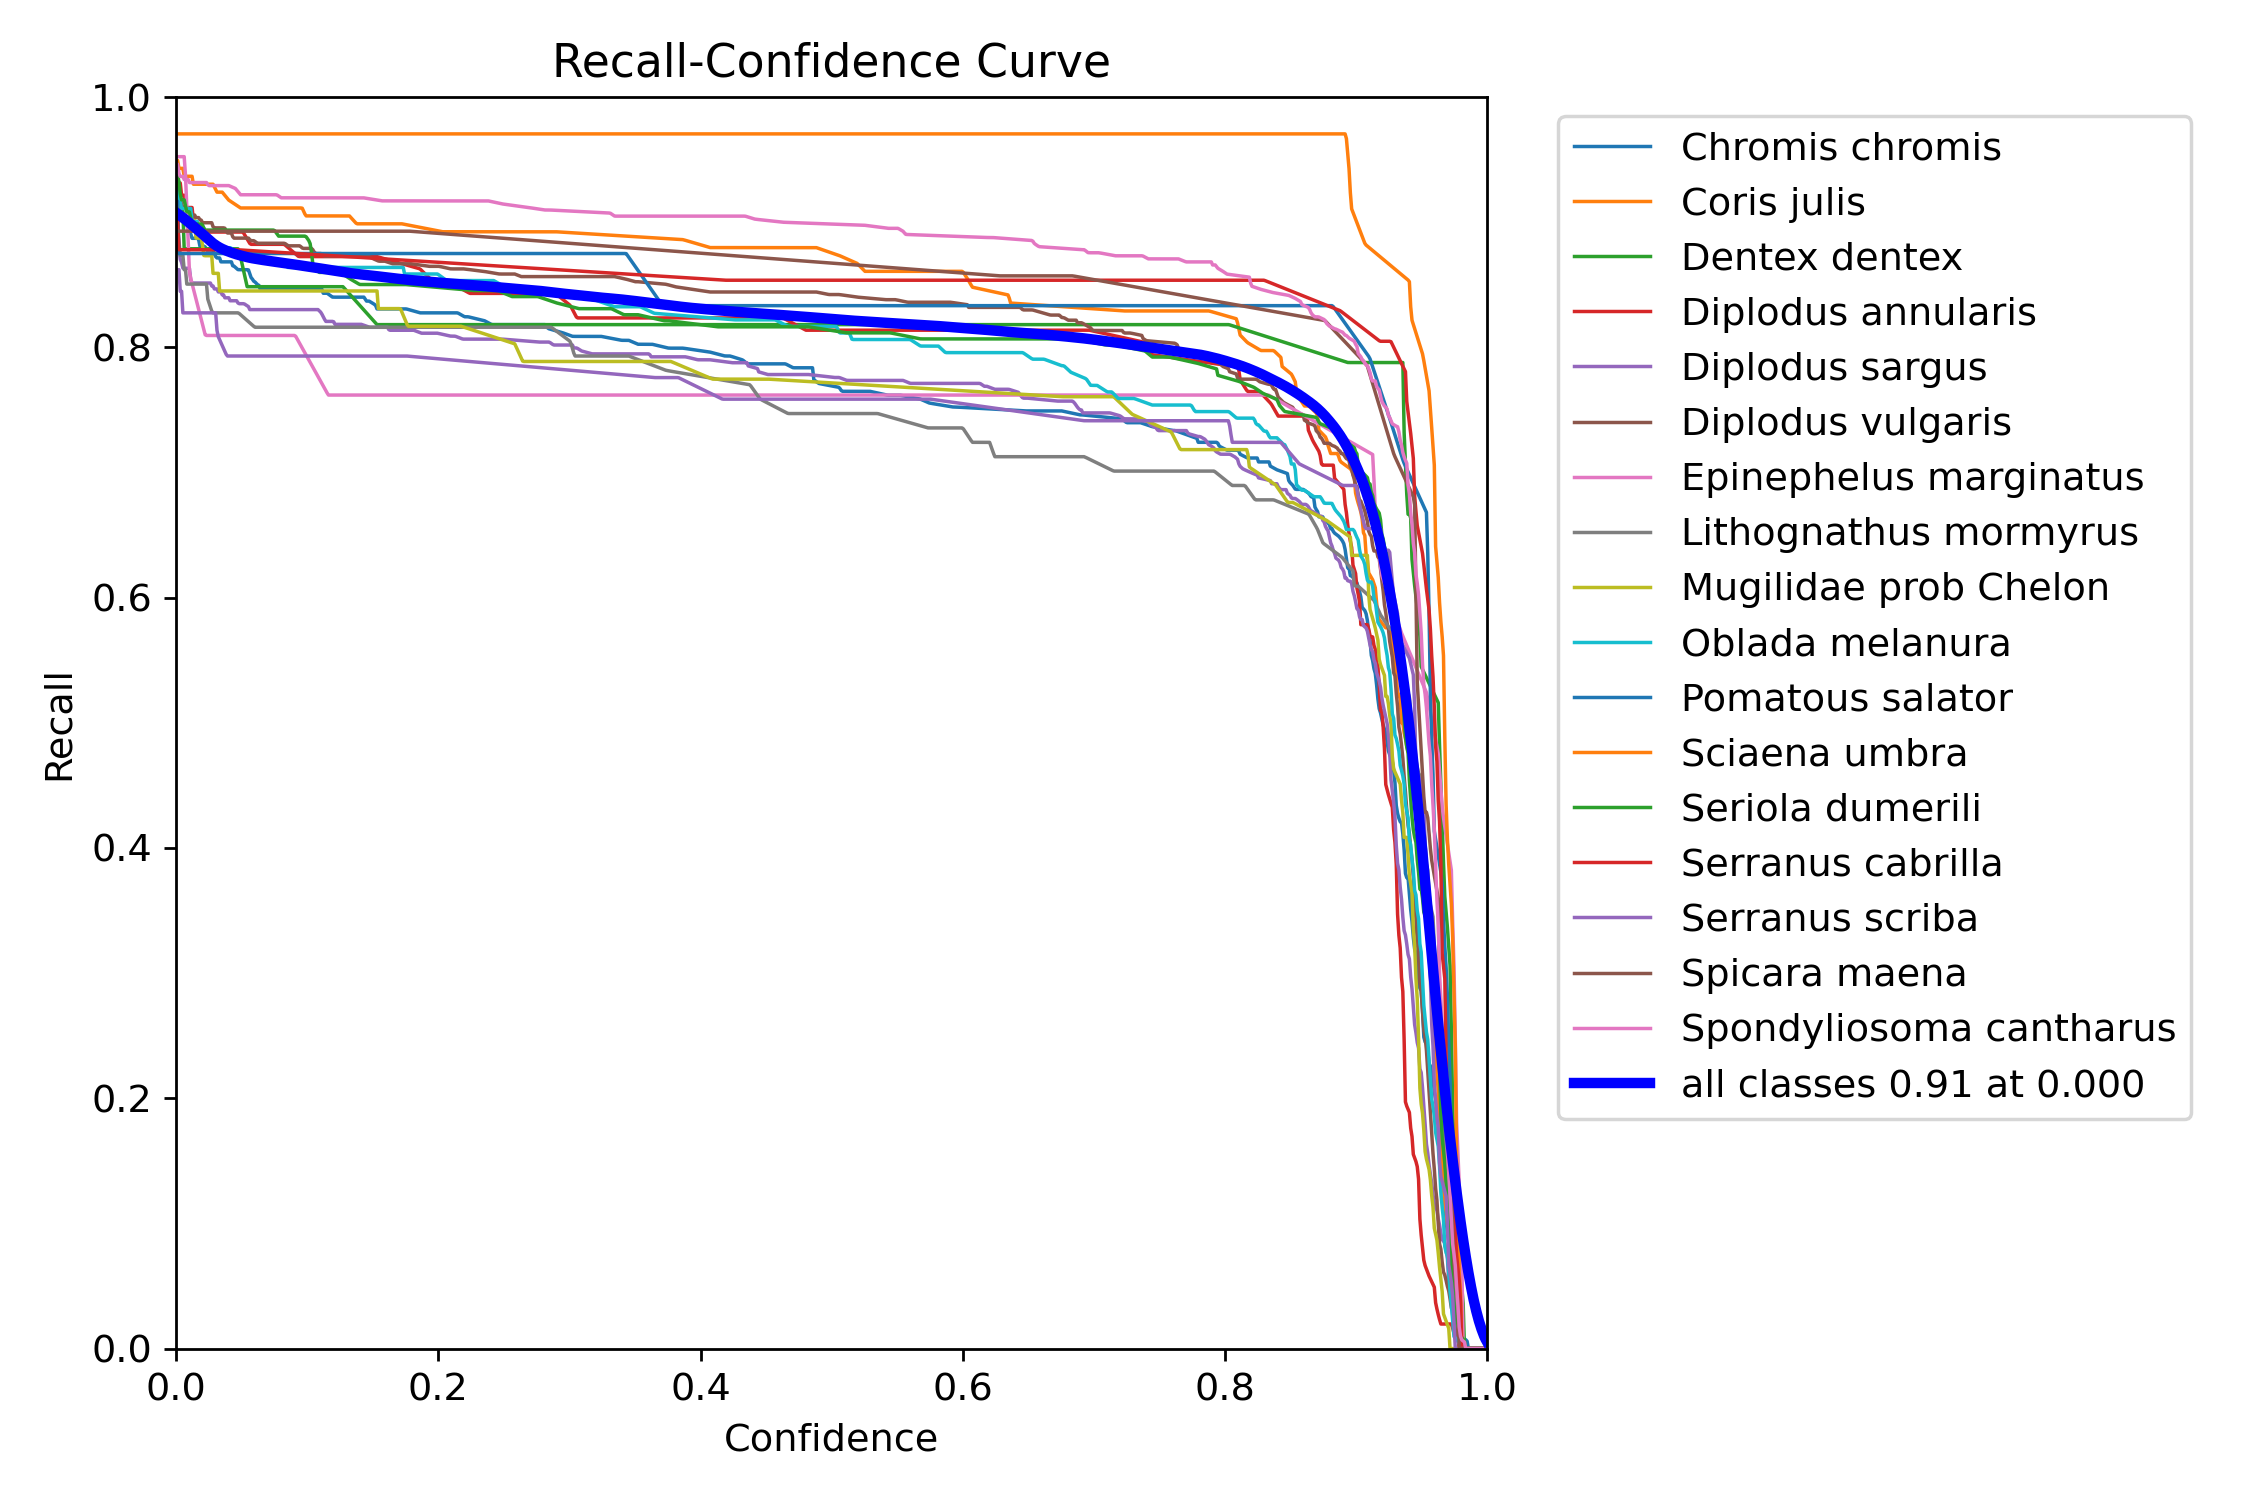 Recall-Confidence Curve
1.0
0.8
0.6
0.4
0.2
0.0
Recall
0.0 0.2 0.4 0.6 0.8 1.0
Confidence
Chromis chromis
Coris julis
Dentex dentex
Diplodus annularis
Diplodus sargus
Diplodus vulgaris
Epinephelus marginatus
Lithognathus mormyrus
Mugilidae prob Chelon
Oblada melanura
Pomatous salator
Sciaena umbra
Seriola dumerili
Serranus cabrilla
Serranus scriba
Spicara maena
Spondyliosoma cantharus
all classes 0.91 at 0.000